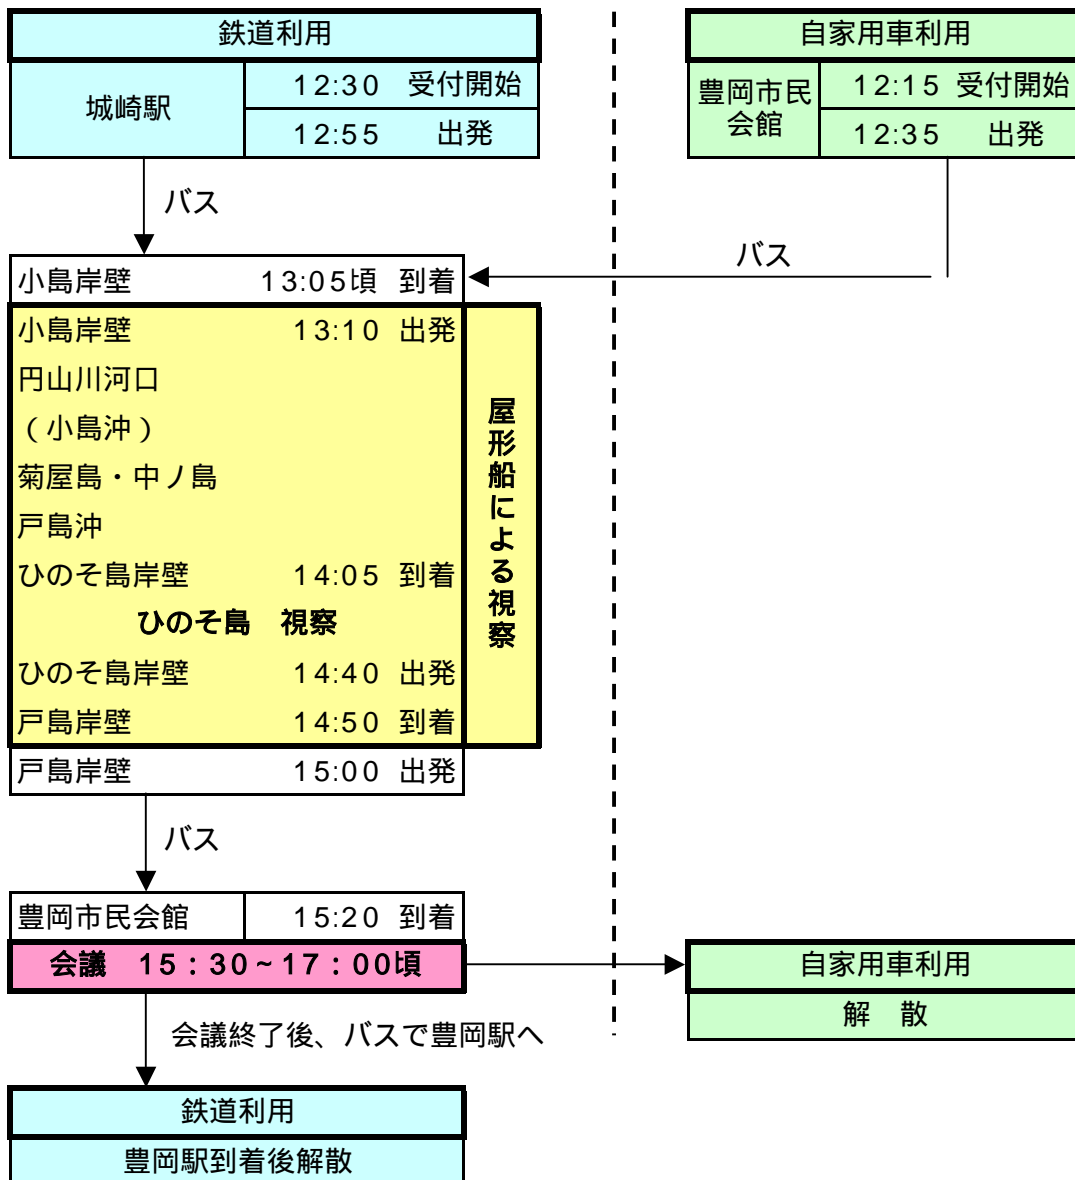 鉄道利用
城崎駅
12:30 受付開始
12:55 出発
自家用車利用
豊岡市民
会館
12:15 受付開始
12:35 出発
バス
バス
小島岸壁 13:05頃 到着
小島岸壁 13:10 出発
円山川河口
(小島沖)
菊屋島・中ノ島
戸島沖
ひのそ島岸壁 14:05 到着
ひのそ島 視察
ひのそ島岸壁 14:40 出発
戸島岸壁 14:50 到着
屋形船による視察
戸島岸壁 15:00 出発
バス
豊岡市民会館 15:20 到着
会議 15:30~17:00頃
自家用車利用
解 散
会議終了後、バスで豊岡駅へ
鉄道利用
豊岡駅到着後解散